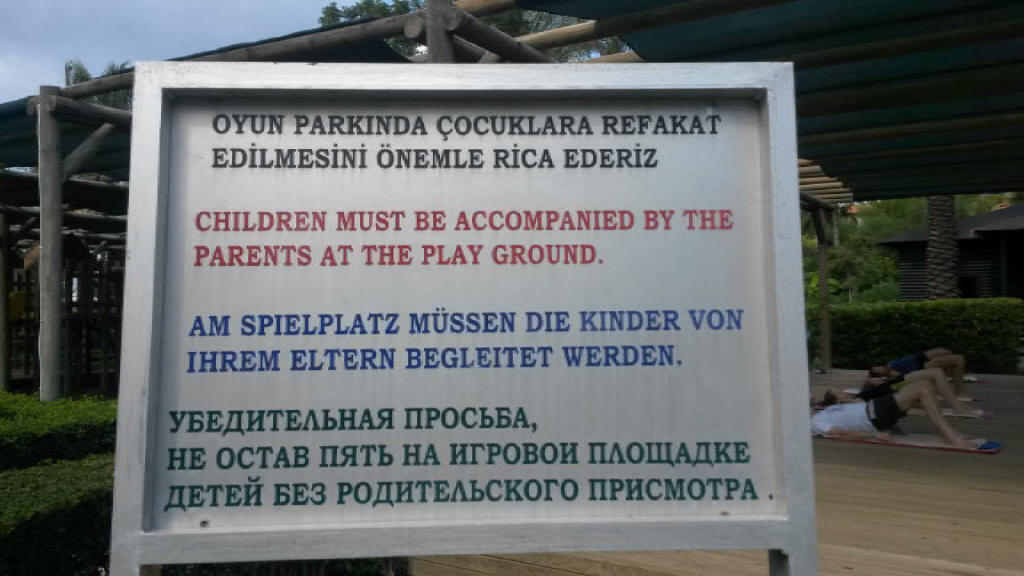 OYUN PARKINDA ÇOCUKLARA REFAKAT
EDİLMESİNİ ÖNEMLE RİCA EDERİZ
CHILDREN MUST BE ACCOMPANIED BY THE
PARENTS AT THE PLAY GROUND.
AM SPIELPLATZ MÜSSEN DIE KINDER VON
IHREM ELTERN BEGLEITET WERDEN.
УБЕДИТЕЛЬНАЯ ПРОСЬБА,
НЕ ОСТАВ ПЯТЬ НА ИГРОВОИ ПЛОЩАДКЕ
ДЕТЕЙ БЕЗ РОДИТЕЛЬСКОГО ПРИСМОТРА .